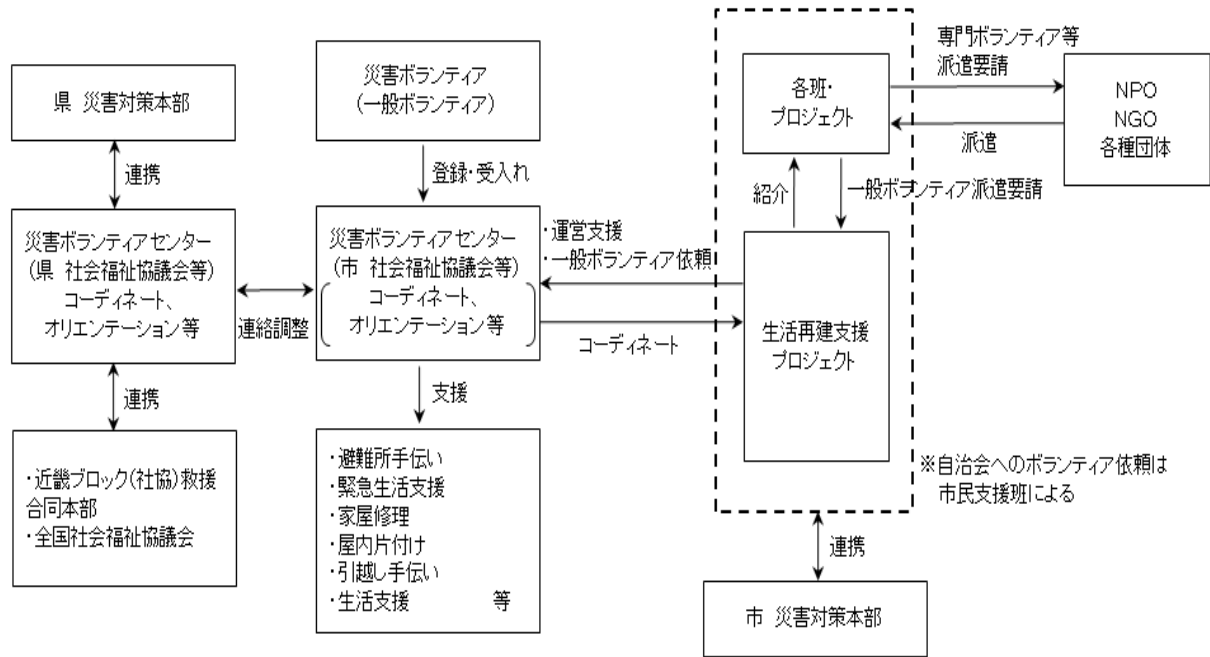 県 災害対策本部
連携
災害ボランティアセンター
(県 社会福祉協議会等)
コーディネート、
オリエンテーション等
連携
・近畿ブロック(社協)救援
合同本部
・全国社会福祉協議会
連絡調整
災害ボランティア
(一般ボランティア)
登録・受入れ
災害ボランティアセンター
(市 社会福祉協議会等)
コーディネート、
オリエンテーション等
支援
・避難所手伝い
・緊急生活支援
・家屋修理
・屋内片付け
・引越し手伝い
・生活支援 等
・運営支援
・一般ボランティア依頼
コーディネート
各班・
プロジェクト
紹介
一般ボランティア派遣要請
生活再建支援
プロジェクト
専門ボランティア等
派遣要請
派遣
NPO
NGO
各種団体
※自治会へのボランティア依頼は
市民支援班による
連携
市 災害対策本部